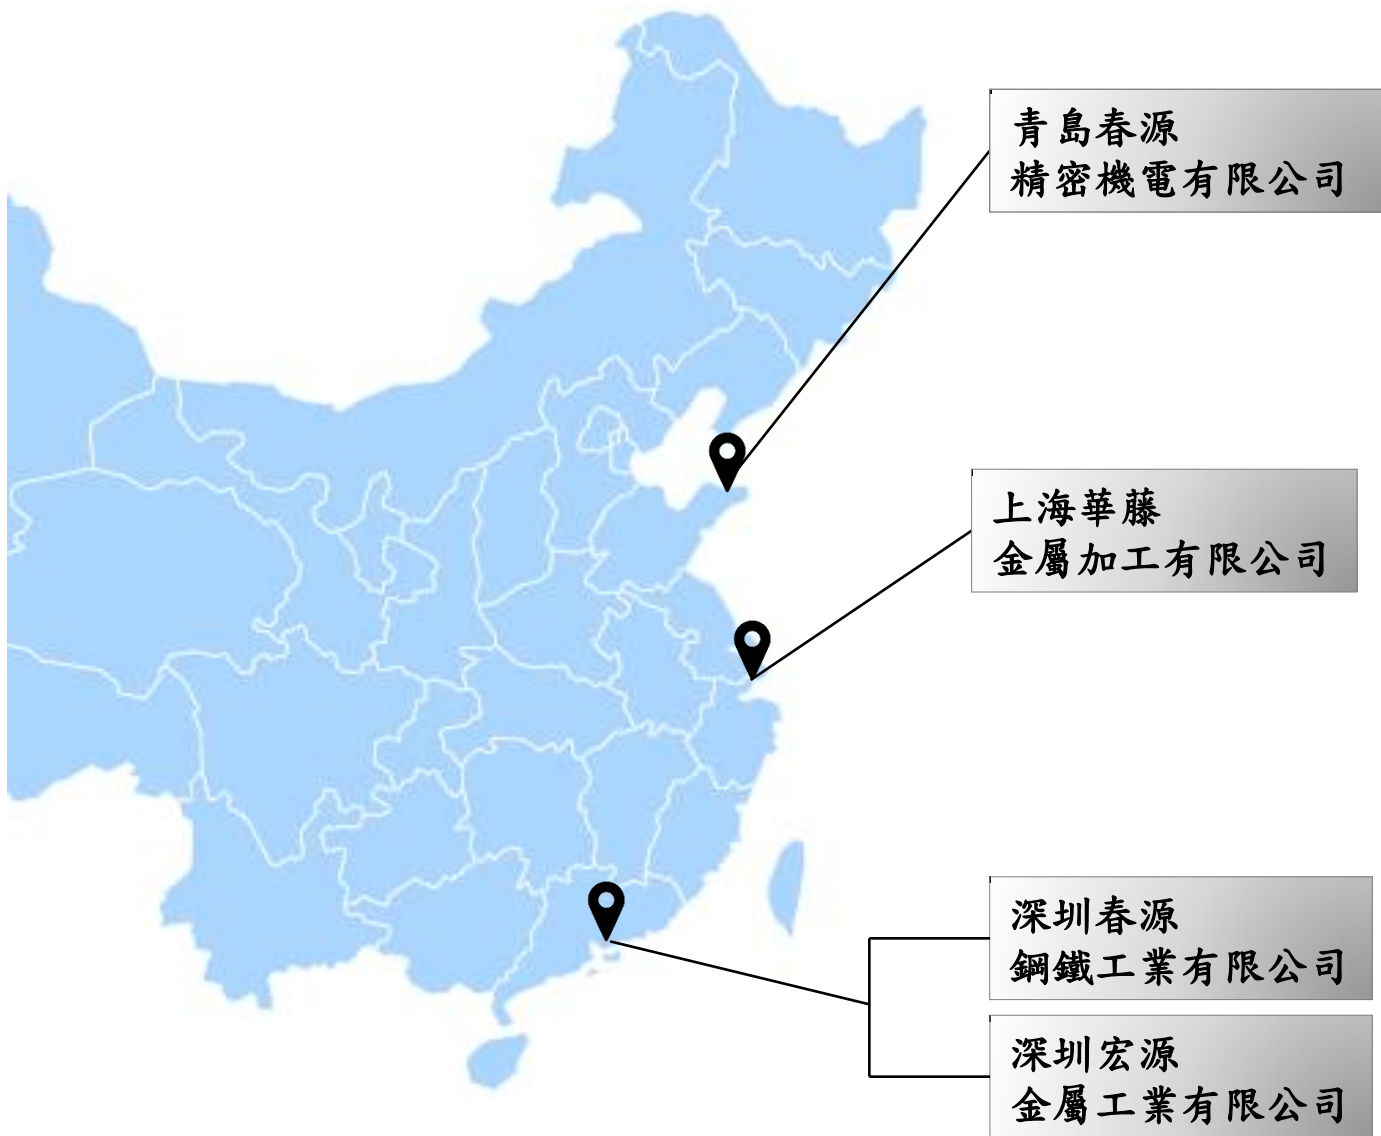 青島春源
精密機電有限公司
上海華藤
金屬加工有限公司
深圳春源
鋼鐵工業有限公司
深圳宏源
金屬工業有限公司